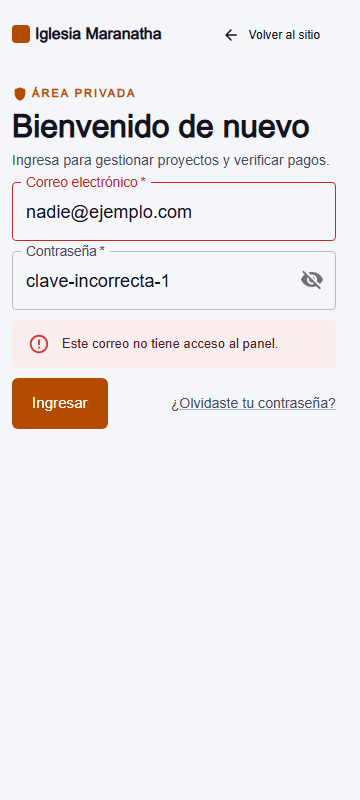 Iglesia Maranatha
Volver al sitio
ÁREA PRIVADA
Bienvenido de nuevo
Ingresa para gestionar proyectos y verificar pagos.
Correo electrónico *
nadie@ejemplo.com
Contraseña *
clave-incorrecta-1
Este correo no tiene acceso al panel.
Ingresar
¿Olvidaste tu contraseña?